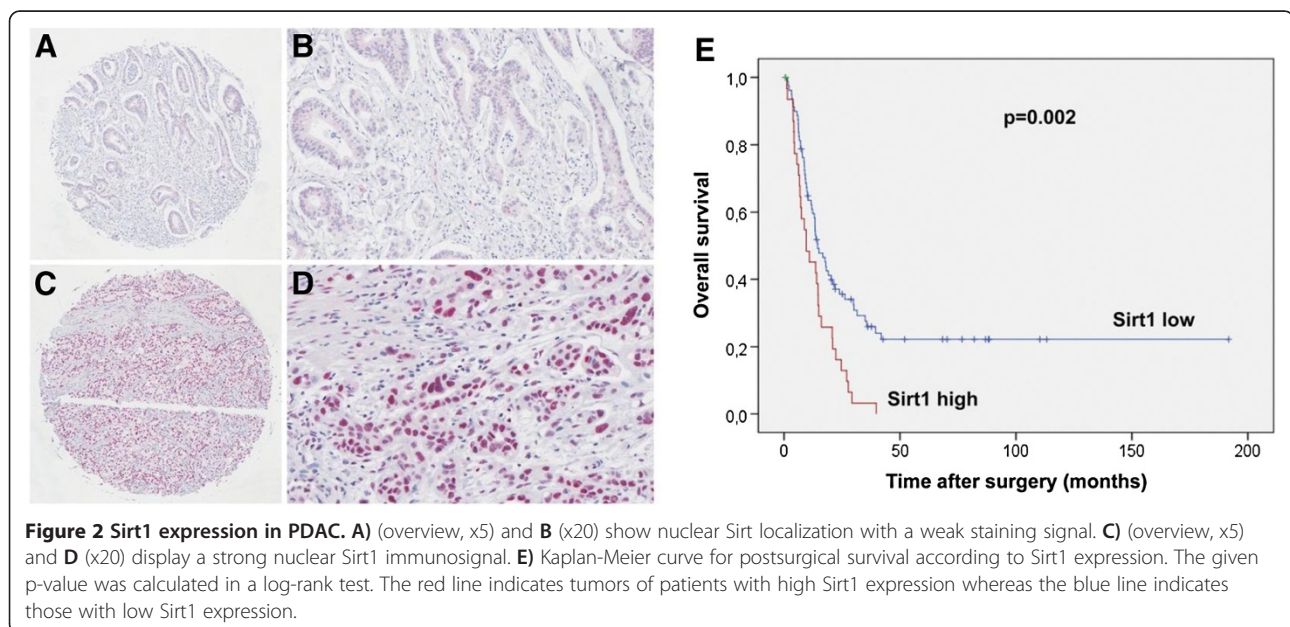 A
B
C
D
E
1,0
0,8
0,6
0,4
0,2
0,0
Overall survival
p=0.002
Sirt1 low
Sirt1 high
0
50
100
150
200
Time after surgery (months)
Figure 2 Sirt1 expression in PDAC. A) (overview, x5) and B (x20) show nuclear Sirt localization with a weak staining signal. C) (overview, x5)
and D (x20) display a strong nuclear Sirt1 immunosignal. E) Kaplan-Meier curve for postsurgical survival according to Sirt1 expression. The given
p-value was calculated in a log-rank test. The red line indicates tumors of patients with high Sirt1 expression whereas the blue line indicates
those with low Sirt1 expression.